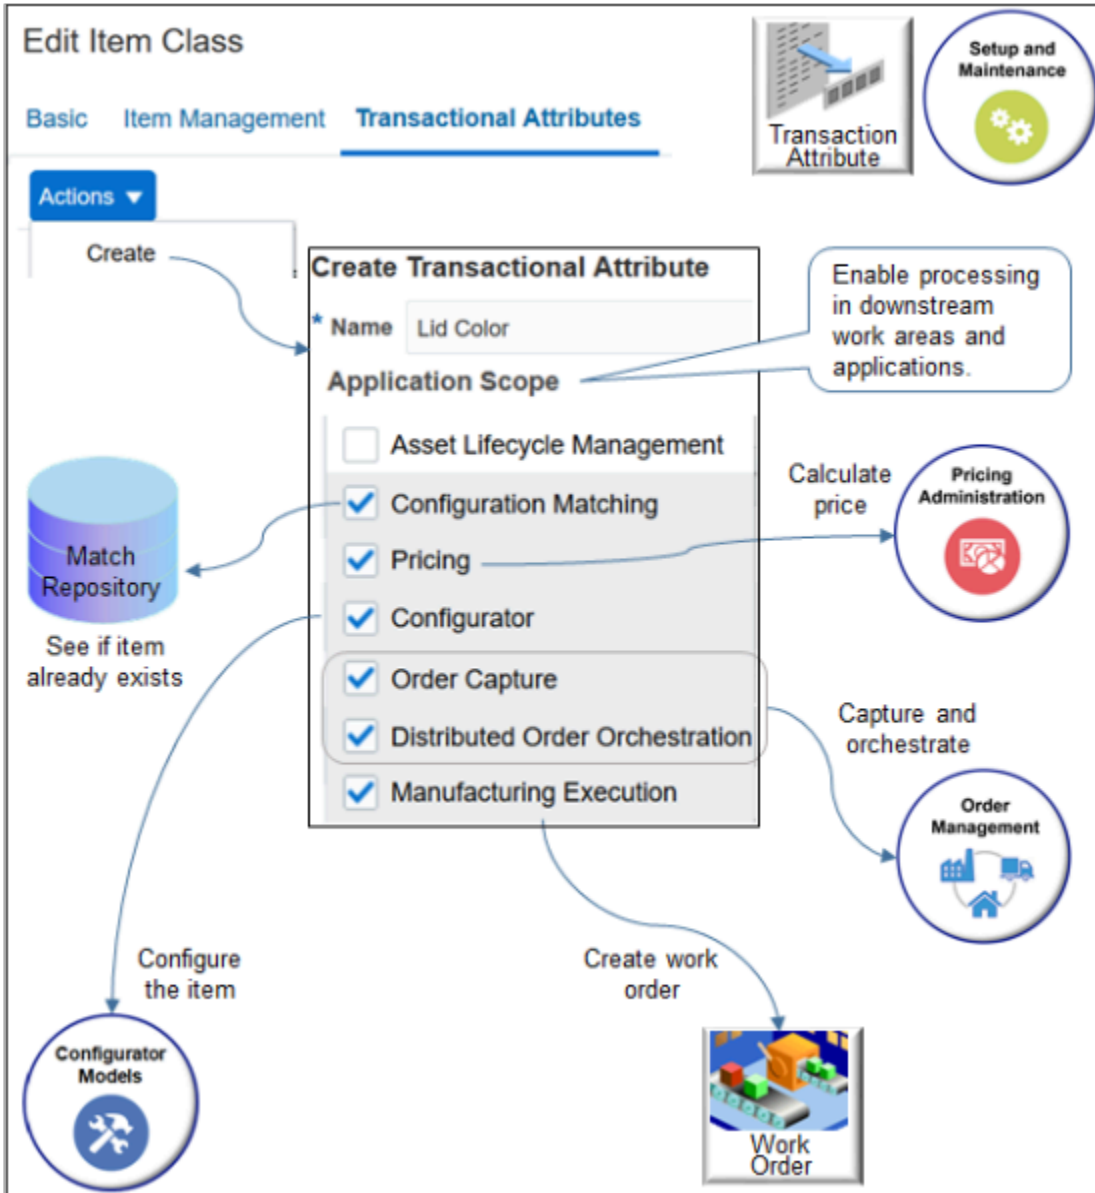 Edit Item Class
Basic Item Management Transactional Attributes
Transaction
Attribute
Setup and
Maintenance
Actions
Create
Create Transactional Attribute
* Name Lid Color
Application Scope
Enable processing
in downstream
work areas and
applications.
Asset Lifecycle Management
Configuration Matching
Pricing
Configurator
Order Capture
Distributed Order Orchestration
Manufacturing Execution
Match
Repository
See if item
already exists
Calculate
price
Pricing
Administration
Capture and
orchestrate
Order
Management
Configure
the item
Configurator
Models
Create work
order
Work
Order